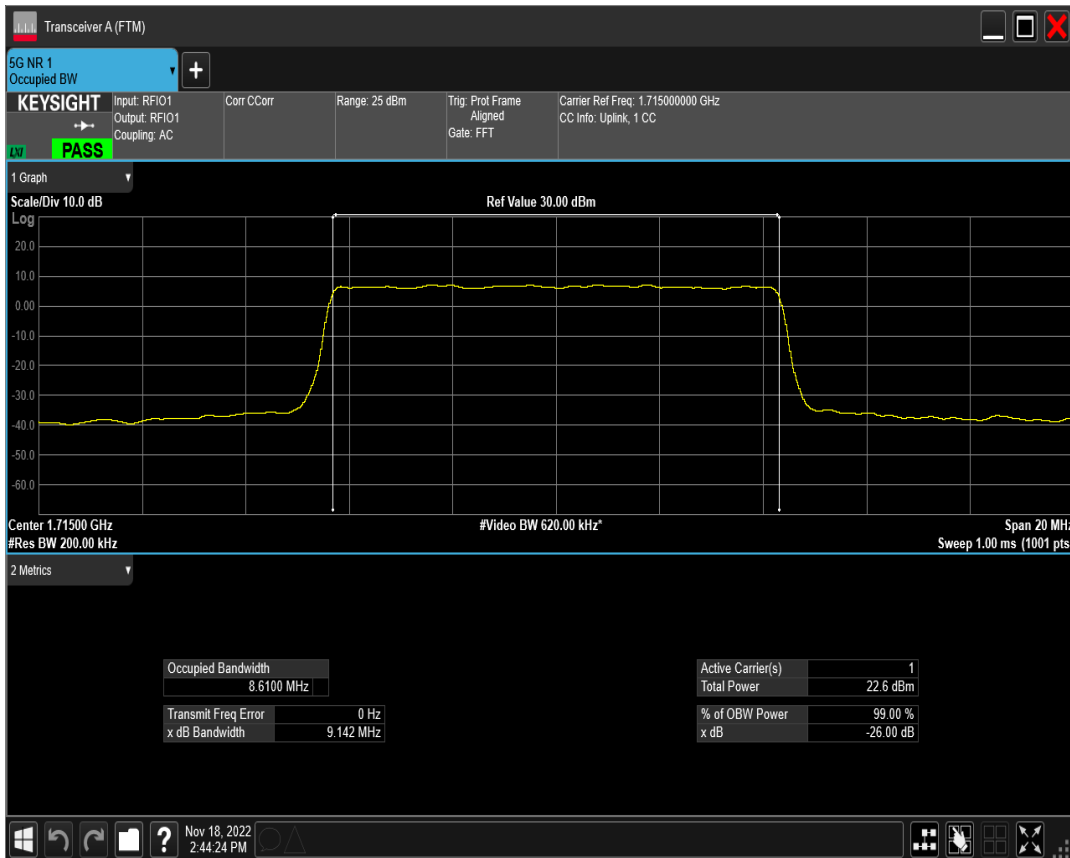 Transceiver A (FTM)
5G NR 1
Occupied BW
+
KEYSIGHT
LXI
PASS
Input: RFIO1
Output: RFIO1
Coupling: AC
Corr CCorr
Range: 25 dBm
Trig: Prot Frame
Aligned
Gate: FFT
Carrier Ref Freq: 1.715000000 GHz
CC Info: Uplink, 1 CC
1 Graph
Scale/Div 10.0 dB
Ref Value 30.00 dBm
Log
20.0
10.0
0.00
-10.0
-20.0
-30.0
-40.0
-50.0
-60.0
Center 1.71500 GHz
#Video BW 620.00 kHz*
Span 20 MHz
#Res BW 200.00 kHz
Sweep 1.00 ms (1001 pts
2 Metrics
Occupied Bandwidth
8.6100 MHz
Transmit Freq Error 0 Hz
x dB Bandwidth 9.142 MHz
Active Carrier(s) 1
Total Power 22.6 dBm
% of OBW Power 99.00 %
x dB -26.00 dB
?
Nov 18, 2022
2:44:24 PM